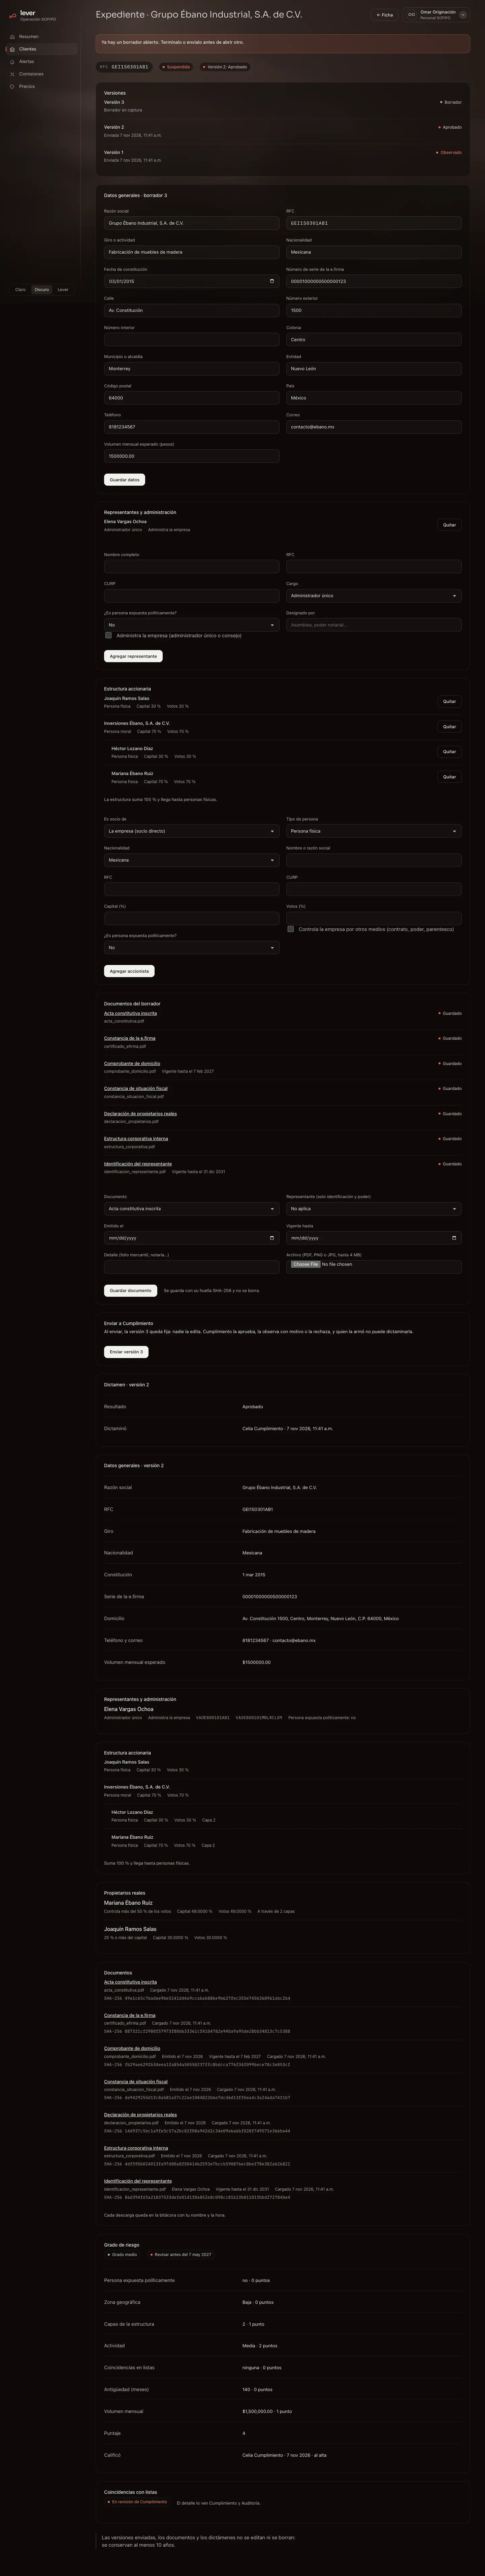 lever
Operación SOFIPO
Resumen
Clientes
Alertas
Comisiones
Precios
Claro
Oscuro
Lever
Expediente · Grupo Ébano Industrial, S.A. de C.V.
← Ficha
OO
Omar Originación
Personal SOFIPO
Ya hay un borrador abierto. Termínalo o envíalo antes de abrir otro.
RFC GEI150301AB1
Suspendida
Versión 2: Aprobado
Versiones
Versión 3
Borrador
Borrador en captura
Versión 2
Aprobado
Enviada 7 nov 2026, 11:41 a.m.
Versión 1
Observado
Enviada 7 nov 2026, 11:41 a.m.
Datos generales · borrador 3
Razón social
RFC
Grupo Ébano Industrial, S.A. de C.V.
GEI150301AB1
Giro o actividad
Nacionalidad
Fabricación de muebles de madera
Mexicana
Fecha de constitución
Número de serie de la e.firma
03/01/2015
00001000000500000123
Calle
Número exterior
Av. Constitución
1500
Número interior
Colonia
Centro
Municipio o alcaldía
Entidad
Monterrey
Nuevo León
Código postal
País
64000
México
Teléfono
Correo
8181234567
contacto@ebano.mx
Volumen mensual esperado (pesos)
1500000.00
Guardar datos
Representantes y administración
Elena Vargas Ochoa
Administrador único Administra la empresa
Quitar
Nombre completo
RFC
CURP
Cargo
Administrador único
¿Es persona expuesta políticamente?
Designado por
No
Asamblea, poder notarial...
Administra la empresa (administrador único o consejo)
Agregar representante
Estructura accionaria
Joaquín Ramos Salas
Persona física Capital 30 % Votos 30 %
Quitar
Inversiones Ébano, S.A. de C.V.
Persona moral Capital 70 % Votos 70 %
Quitar
Héctor Lozano Díaz
Persona física Capital 30 % Votos 30 %
Quitar
Mariana Ébano Ruiz
Persona física Capital 70 % Votos 70 %
Quitar
La estructura suma 100 % y llega hasta personas físicas.
Es socio de
Tipo de persona
La empresa (socio directo)
Persona física
Nacionalidad
Nombre o razón social
Mexicana
RFC
CURP
Capital (%)
Votos (%)
¿Es persona expuesta políticamente?
Controla la empresa por otros medios (contrato, poder, parentesco)
No
Agregar accionista
Documentos del borrador
Acta constitutiva inscrita
Guardado
acta_constitutiva.pdf
Constancia de la e.firma
Guardado
certificado_efirma.pdf
Comprobante de domicilio
Guardado
comprobante_domicilio.pdf Vigente hasta el 7 feb 2027
Constancia de situación fiscal
Guardado
constancia_situacion_fiscal.pdf
Declaración de propietarios reales
Guardado
declaracion_propietarios.pdf
Estructura corporativa interna
Guardado
estructura_corporativa.pdf
Identificación del representante
Guardado
identificacion_representante.pdf Vigente hasta el 31 dic 2031
Documento
Representante (solo identificación y poder)
Acta constitutiva inscrita
No aplica
Emitido el
Vigente hasta
mm/dd/yyyy
mm/dd/yyyy
Detalle (folio mercantil, notaría...)
Archivo (PDF, PNG o JPG, hasta 4 MB)
Choose File No file chosen
Guardar documento
Se guarda con su huella SHA-256 y no se borra.
Enviar a Cumplimiento
Al enviar, la versión 3 queda fija: nadie la edita. Cumplimiento la aprueba, la observa con motivo o la rechaza, y quien la armó no puede dictaminarla.
Enviar versión 3
Dictamen · versión 2
Resultado
Aprobado
Dictaminó
Celia Cumplimiento · 7 nov 2026, 11:41 a.m.
Datos generales · versión 2
Razón social
Grupo Ébano Industrial, S.A. de C.V.
RFC
GEI150301AB1
Giro
Fabricación de muebles de madera
Nacionalidad
Mexicana
Constitución
1 mar 2015
Serie de la e.firma
00001000000500000123
Domicilio
Av. Constitución 1500, Centro, Monterrey, Nuevo León, C.P. 64000, México
Teléfono y correo
8181234567 · contacto@ebano.mx
Volumen mensual esperado
$1500000.00
Representantes y administración
Elena Vargas Ochoa
Administrador único Administra la empresa Persona expuesta políticamente: no
Estructura accionaria
Joaquín Ramos Salas
Persona física Capital 30 % Votos 30 %
Inversiones Ébano, S.A. de C.V.
Persona moral Capital 70 % Votos 70 %
Héctor Lozano Díaz
Persona física Capital 30 % Votos 30 % Capa 2
Mariana Ébano Ruiz
Persona física Capital 70 % Votos 70 % Capa 2
Suma 100 % y llega hasta personas físicas.
Propietarios reales
Mariana Ébano Ruiz
Controla más del 50 % de los votos Capital 49.0000 % Votos 49.0000 % A través de 2 capas
Joaquín Ramos Salas
25 % o más del capital Capital 30.0000 % Votos 30.0000 %
Documentos
Acta constitutiva inscrita
acta_constitutiva.pdf Cargado 7 nov 2026, 11:41 a.m.
SHA-256
Constancia de la e.firma
certificado_efirma.pdf Cargado 7 nov 2026, 11:41 a.m.
SHA-256
Comprobante de domicilio
comprobante_domicilio.pdf Emitido el 7 nov 2026 Vigente hasta el 7 feb 2027 Cargado 7 nov 2026, 11:41 a.m.
SHA-256
Constancia de situación fiscal
constancia_situacion_fiscal.pdf Emitido el 7 nov 2026 Cargado 7 nov 2026, 11:41 a.m.
SHA-256
Declaración de propietarios reales
declaracion_propietarios.pdf Emitido el 7 nov 2026 Cargado 7 nov 2026, 11:41 a.m.
SHA-256
Estructura corporativa interna
estructura_corporativa.pdf Emitido el 7 nov 2026 Cargado 7 nov 2026, 11:41 a.m.
SHA-256
Identificación del representante
identificacion_representante.pdf Elena Vargas Ochoa Vigente hasta el 31 dic 2031 Cargado 7 nov 2026, 11:41 a.m.
SHA-256
Cada descarga queda en la bitácora con tu nombre y la hora.
Grado de riesgo
Grado medio
Revisar antes del 7 may 2027
Persona expuesta políticamente
no · 0 puntos
Zona geográfica
Baja · 0 puntos
Capas de la estructura
2 · 1 punto
Actividad
Media · 2 puntos
Coincidencias en listas
ninguna · 0 puntos
Antigüedad (meses)
140 · 0 puntos
Volumen mensual
$1,500,000.00 · 1 punto
Puntaje
4
Calificó
Celia Cumplimiento · 7 nov 2026 · al alta
Coincidencias con listas
En revisión de Cumplimiento
El detalle lo ven Cumplimiento y Auditoría.
Las versiones enviadas, los documentos y los dictámenes no se editan ni se borran:
se conservan al menos 10 años.